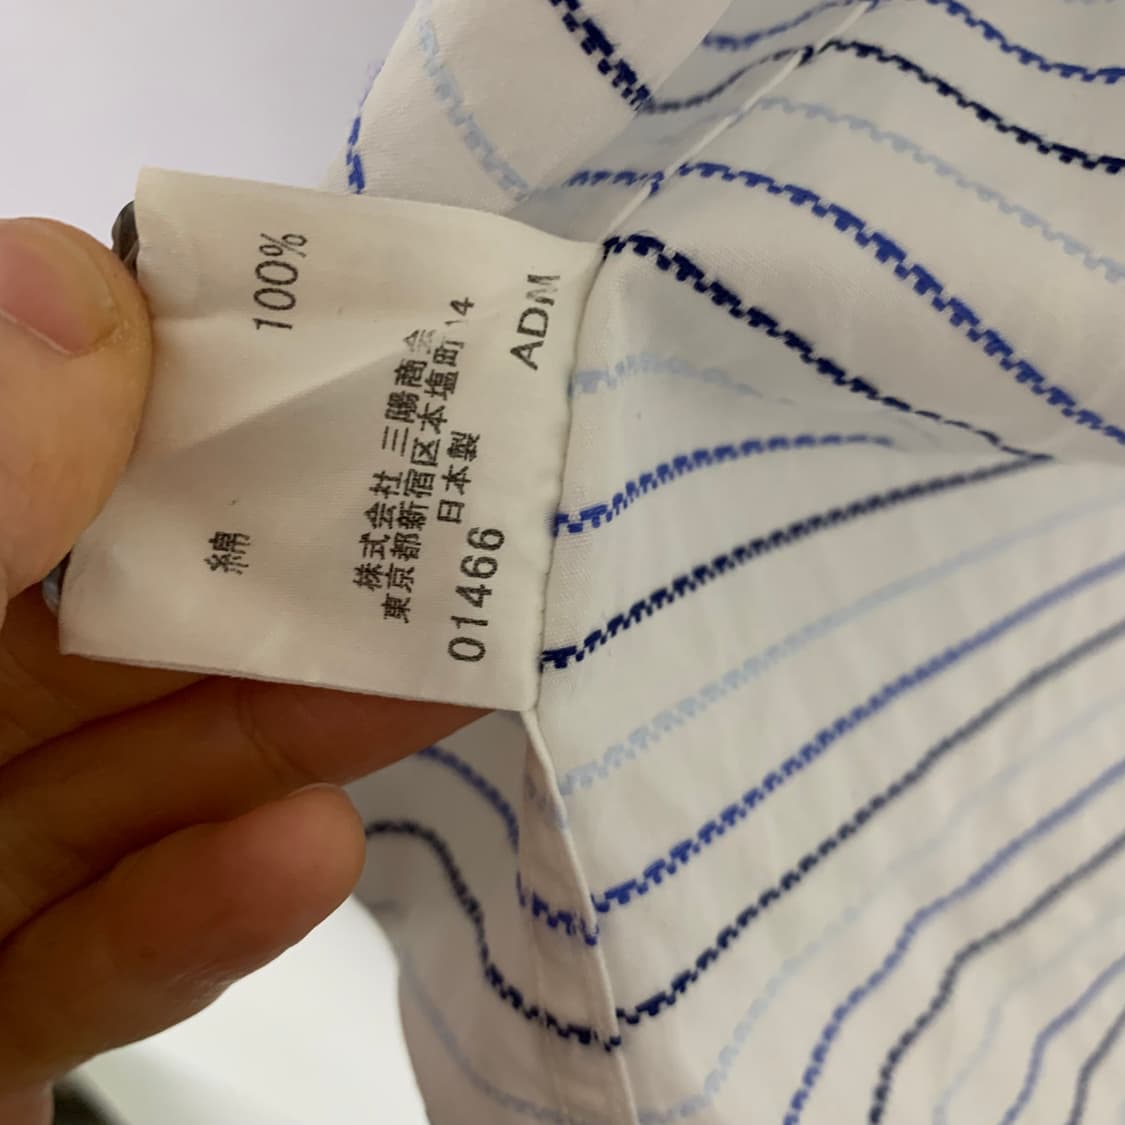 綿 100%
株式会社 三陽商会
東京都新宿区本塩町14
日本製
01466 ADM